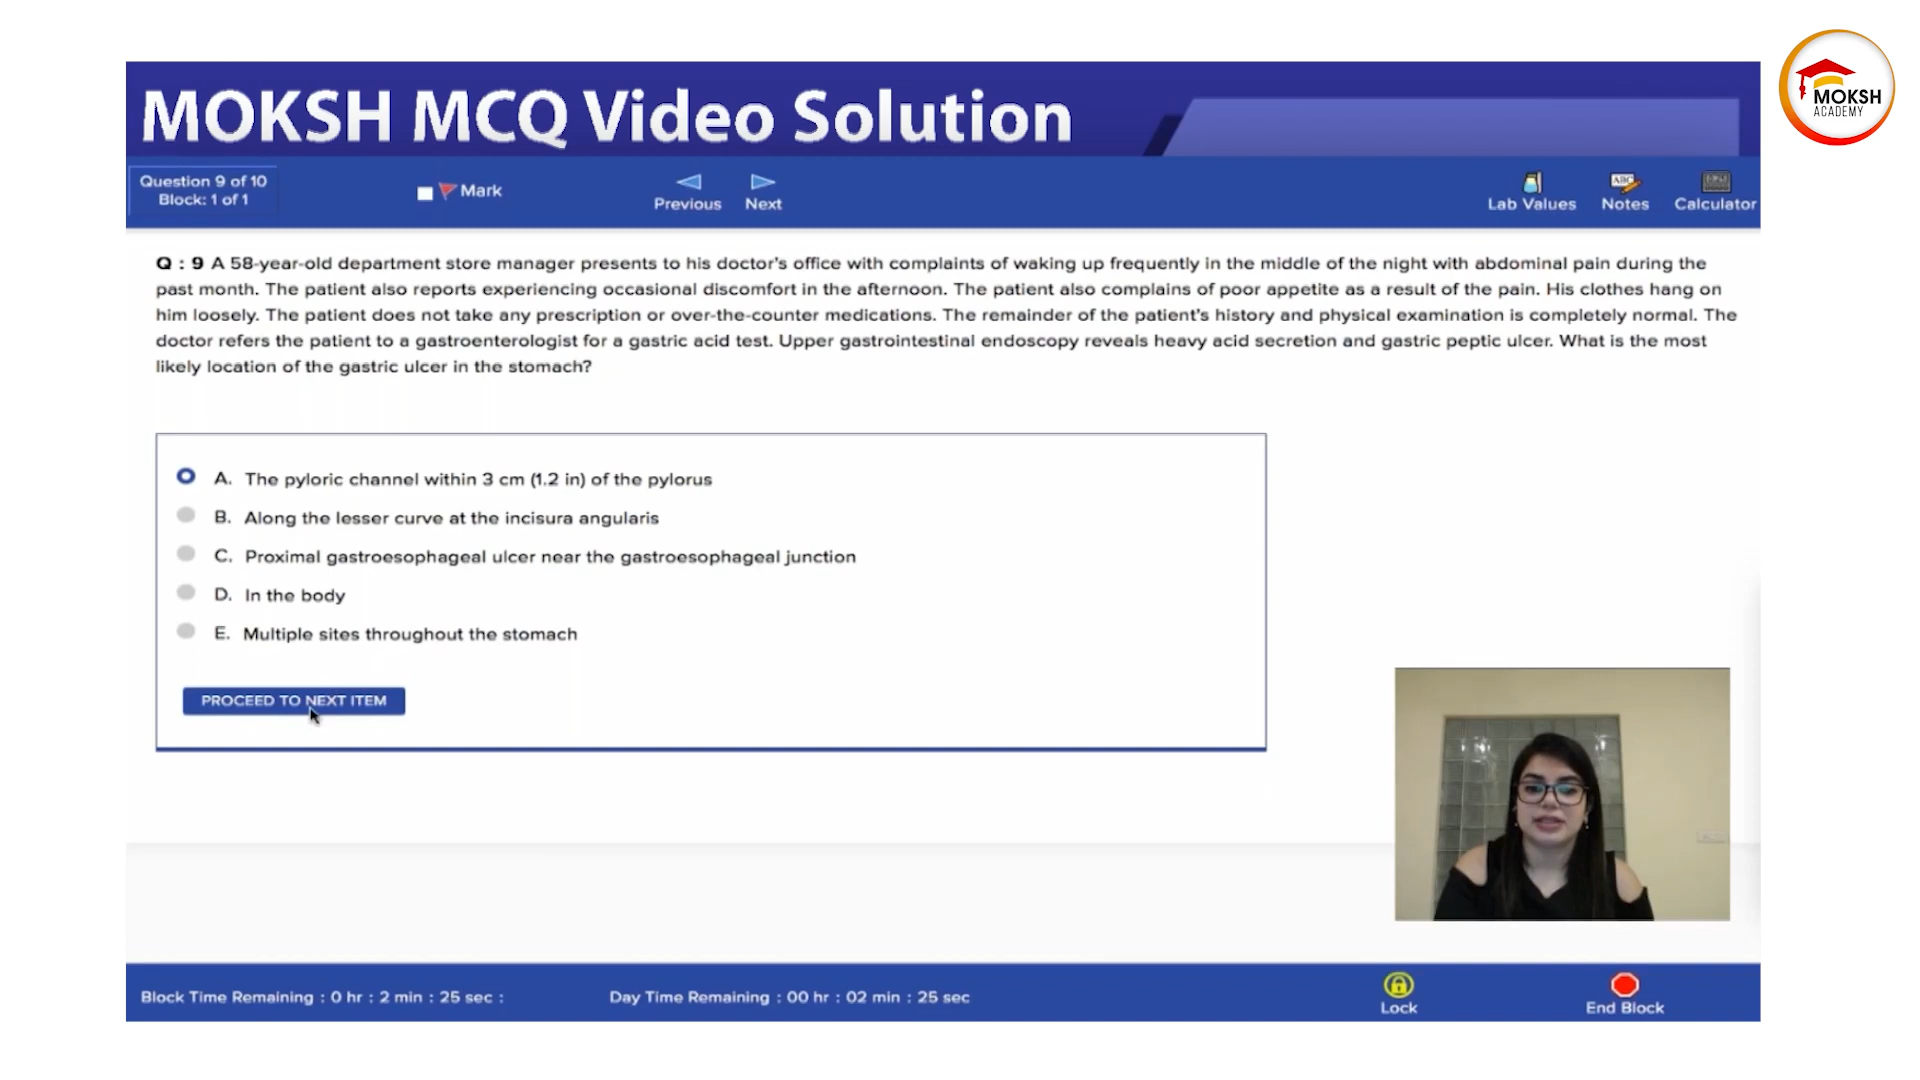 MOKSH MCQ Video Solution
MOKSH
ACADEMY
Question 9 of 10
Block: 1 of 1
Mark
Previous
Next
Lab Values
Notes
Calculator
Q : 9 A 58-year-old department store manager presents to his doctor's office with complaints of waking up frequently in the middle of the night with abdominal pain during the
past month. The patient also reports experiencing occasional discomfort in the afternoon. The patient also complains of poor appetite as a result of the pain. His clothes hang on
him loosely. The patient does not take any prescription or over-the-counter medications. The remainder of the patient's history and physical examination is completely normal. The
doctor refers the patient to a gastroenterologist for a gastric acid test. Upper gastrointestinal endoscopy reveals heavy acid secretion and gastric peptic ulcer. What is the most
likely location of the gastric ulcer in the stomach?
A. The pyloric channel within 3 cm (1.2 in) of the pylorus
B. Along the lesser curve at the incisura angularis
C. Proximal gastroesophageal ulcer near the gastroesophageal junction
D. In the body
E. Multiple sites throughout the stomach
PROCEED TO NEXT ITEM
Block Time Remaining : 0 hr : 2 min : 25 sec :
Day Time Remaining : 00 hr : 02 min : 25 sec
Lock
End Block